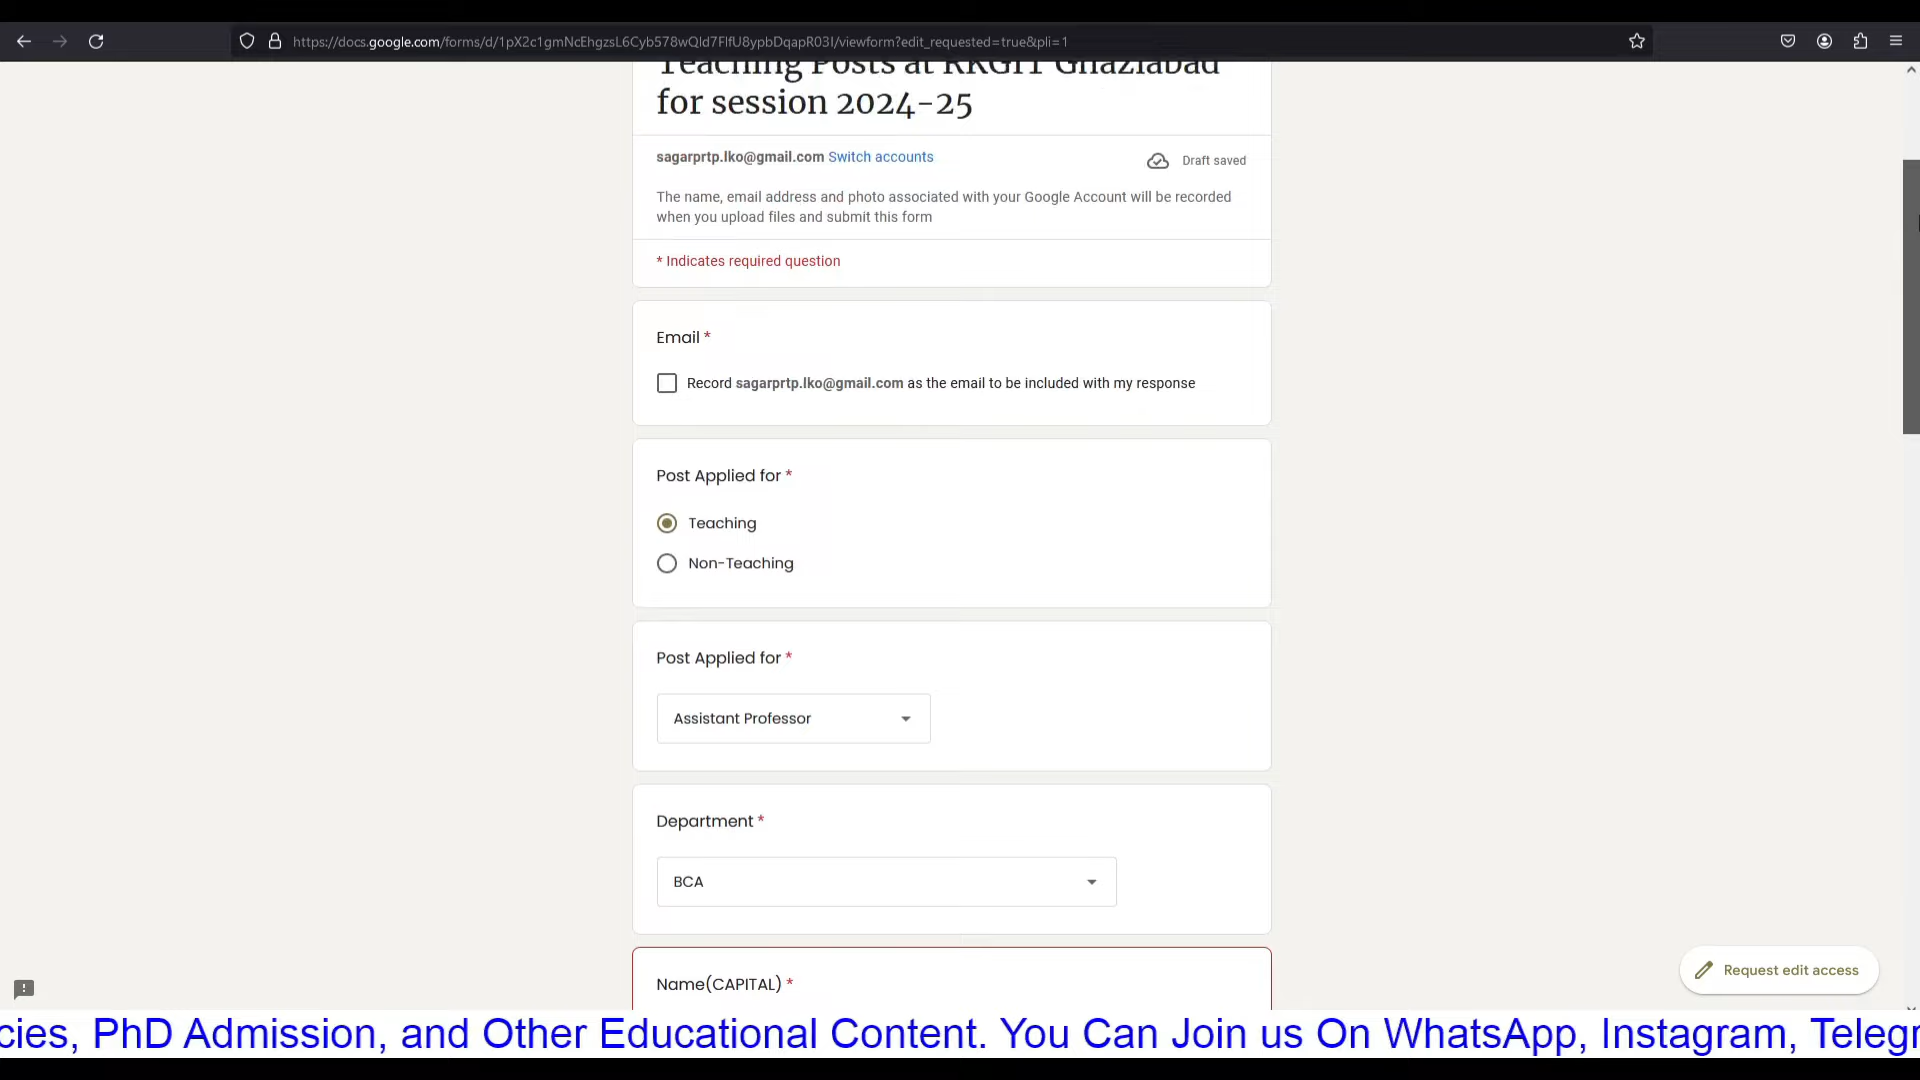 https://docs.google.com/forms/d/1pX2c1gmNcEhgzsL6Cyb578wQld7FlfU8ypbDqapR03I/viewform?edit_requested=true&pli=1
Teaching Posts at RKGIT Ghaziabad
for session 2024-25
sagarprtp.lko@gmail.com Switch accounts
Draft saved
The name, email address and photo associated with your Google Account will be recorded
when you upload files and submit this form
* Indicates required question
Email *
Record sagarprtp.lko@gmail.com as the email to be included with my response
Post Applied for *
Teaching
Non-Teaching
Post Applied for *
Assistant Professor
Department *
BCA
Name(CAPITAL) *
Request edit access
cies, PhD Admission, and Other Educational Content. You Can Join us On WhatsApp, Instagram, Telegr